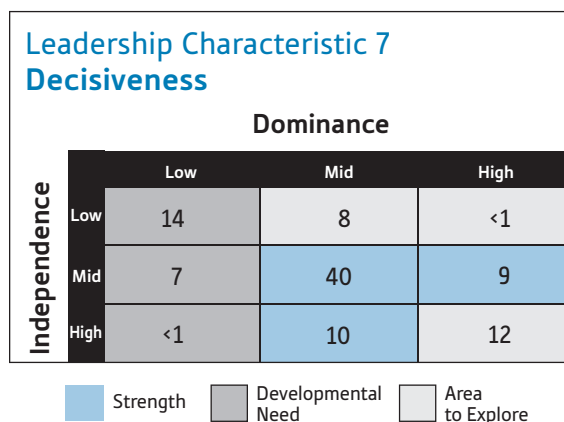 Leadership Characteristic 7
Decisiveness
Dominance
Low Mid High
Independence
Low 14 8 <1
Mid 7 40 9
High <1 10 12
Strength
Developmental
Need
Area
to Explore